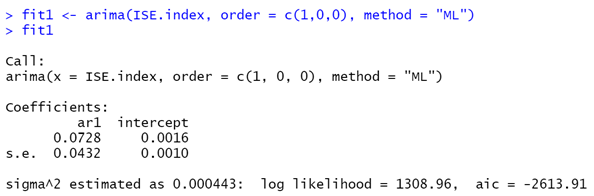 > fit1 <- arima(ISE.index, order = c(1,0,0), method = "ML")
> fit1
Call:
arima(x = ISE.index, order = c(1, 0, 0), method = "ML")
Coefficients:
ar1 intercept
0.0728 0.0016
s.e. 0.0432 0.0010
sigma^2 estimated as 0.000443: log likelihood = 1308.96, aic = -2613.91